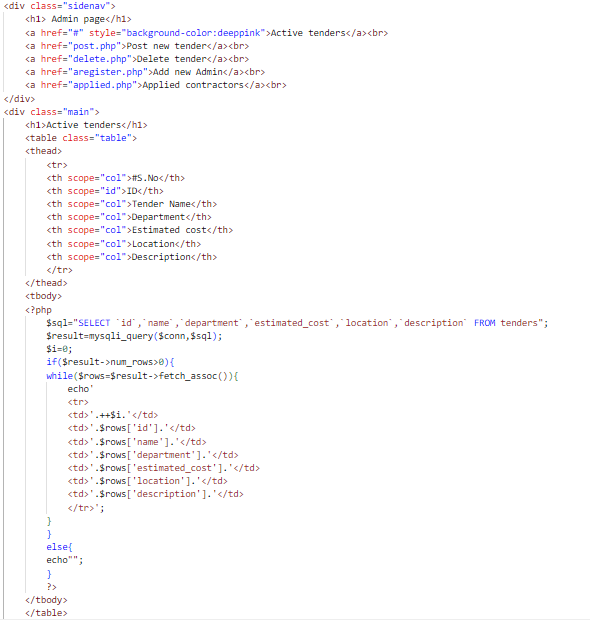 <div class="sidenav">
<h1> Admin page</h1>
<a href="#" style="background-color:deeppink">Active tenders</a><br>
<a href="post.php">Post new tender</a><br>
<a href="delete.php">Delete tender</a><br>
<a href="aregister.php">Add new Admin</a><br>
<a href="applied.php">Applied contractors</a><br>
</div>
<div class="main">
<h1>Active tenders</h1>
<table class="table">
<thead>
<tr>
<th scope="col">#S.No</th>
<th scope="id">ID</th>
<th scope="col">Tender Name</th>
<th scope="col">Department</th>
<th scope="col">Estimated cost</th>
<th scope="col">Location</th>
<th scope="col">Description</th>
</tr>
</thead>
<tbody>
<?php
$sql="SELECT `id`,`name`,`department`,`estimated_cost`,`location`,`description` FROM tenders";
$result=mysqli_query($conn,$sql);
$i=0;
if($result->num_rows>0){
while($rows=$result->fetch_assoc()){
echo'
<tr>
<td>'.++$i.'</td>
<td>'.$rows['id'].'</td>
<td>'.$rows['name'].'</td>
<td>'.$rows['department'].'</td>
<td>'.$rows['estimated_cost'].'</td>
<td>'.$rows['location'].'</td>
<td>'.$rows['description'].'</td>
</tr>';
}
}
else{
echo"";
}
?>
</tbody>
</table>